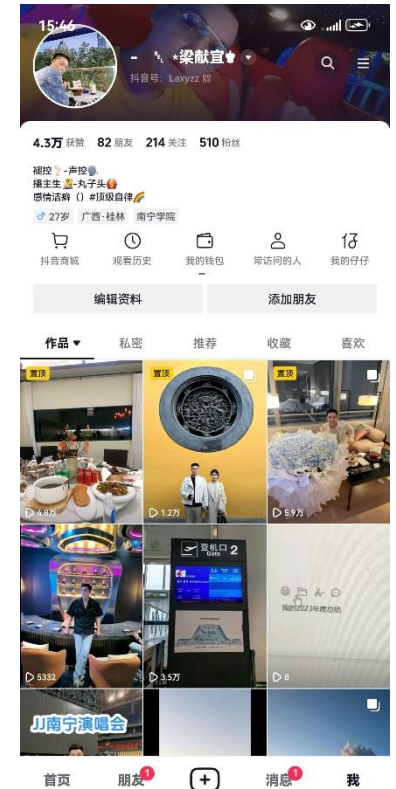 15:46
梁献宜
抖音号: Laxyzz
4.3万 获赞 82 朋友 214 关注 510 粉丝
褶控-声控
播主生-丸子头
感情洁癖（）#顶级自律
27岁 广西·桂林 南宁学院
抖音商城 观看历史 我的钱包 常访问的人 我的仔仔
编辑资料 添加朋友
作品 私密 推荐 收藏 喜欢
置顶 置顶 置顶
4.8万 1.2万 5.9万
登机口 2
Gate
我的2023年度总结
5332 3.5万 8
JJ南宁演唱会
首页 朋友 1 消息 1 我